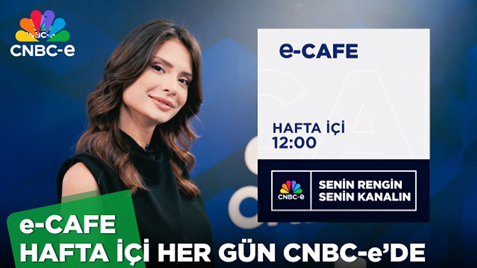 CNBC-e
e-CAFE
HAFTA İÇİ
12:00
CNBC-e
SENİN RENGİN
SENİN KANALIN
e-CAFE
HAFTA İÇİ HER GÜN CNBC-e'DE